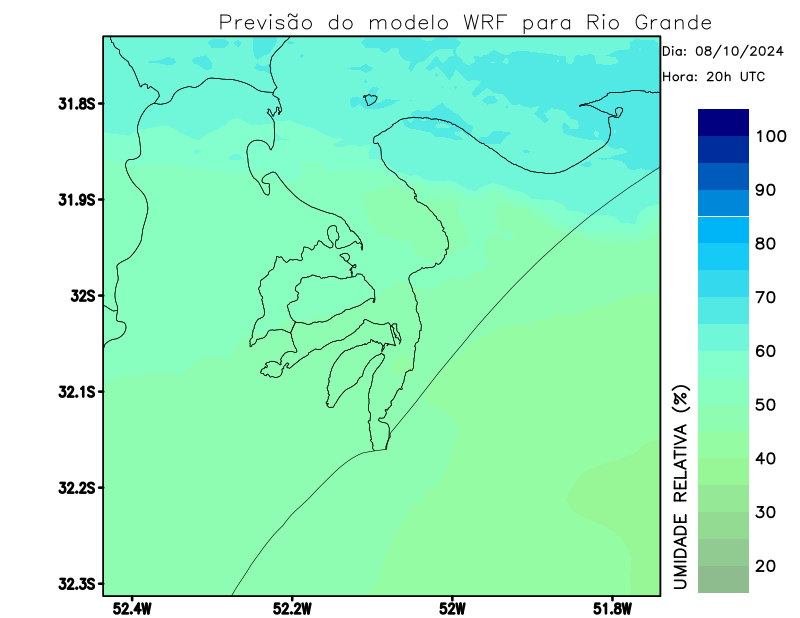 Previsão do modelo WRF para Rio Grande
Dia: 08/10/2024
Hora: 20h UTC
31.8S
31.9S
32S
32.1S
32.2S
32.3S
52.4W
52.2W
52W
51.8W
100
90
80
70
60
50
40
30
20
UMIDADE RELATIVA (%)